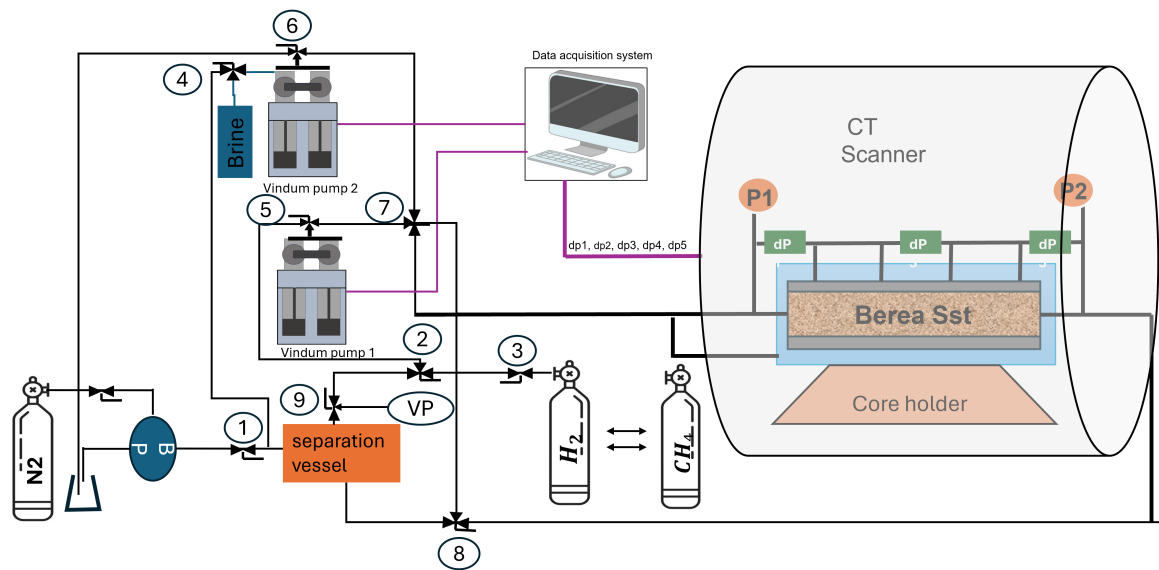 6
Data acquisition system
4
CT
Scanner
Brine
Vindum pump 2
P1
P2
5
7
dP
dP
dP
dp1, dp2, dp3, dp4, dp5
Berea Sst
Vindum pump 1
2
3
9
VP
Core holder
1
B
P
separation
vessel
N2
H₂
CH₄
8